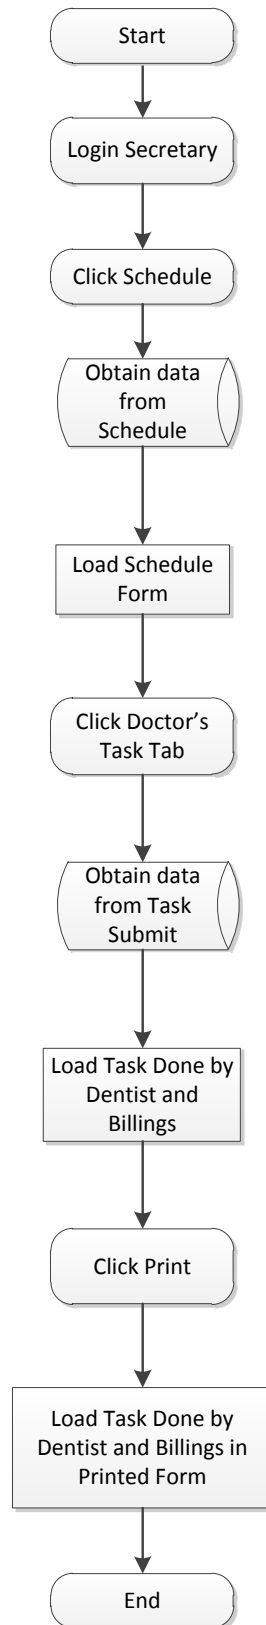 Start
Login Secretary
Click Schedule
Obtain data
from
Schedule
Load Schedule
Form
Click Doctor’s
Task Tab
Obtain data
from Task
Submit
Load Task Done by
Dentist and
Billings
Click Print
Load Task Done by
Dentist and Billings in
Printed Form
End